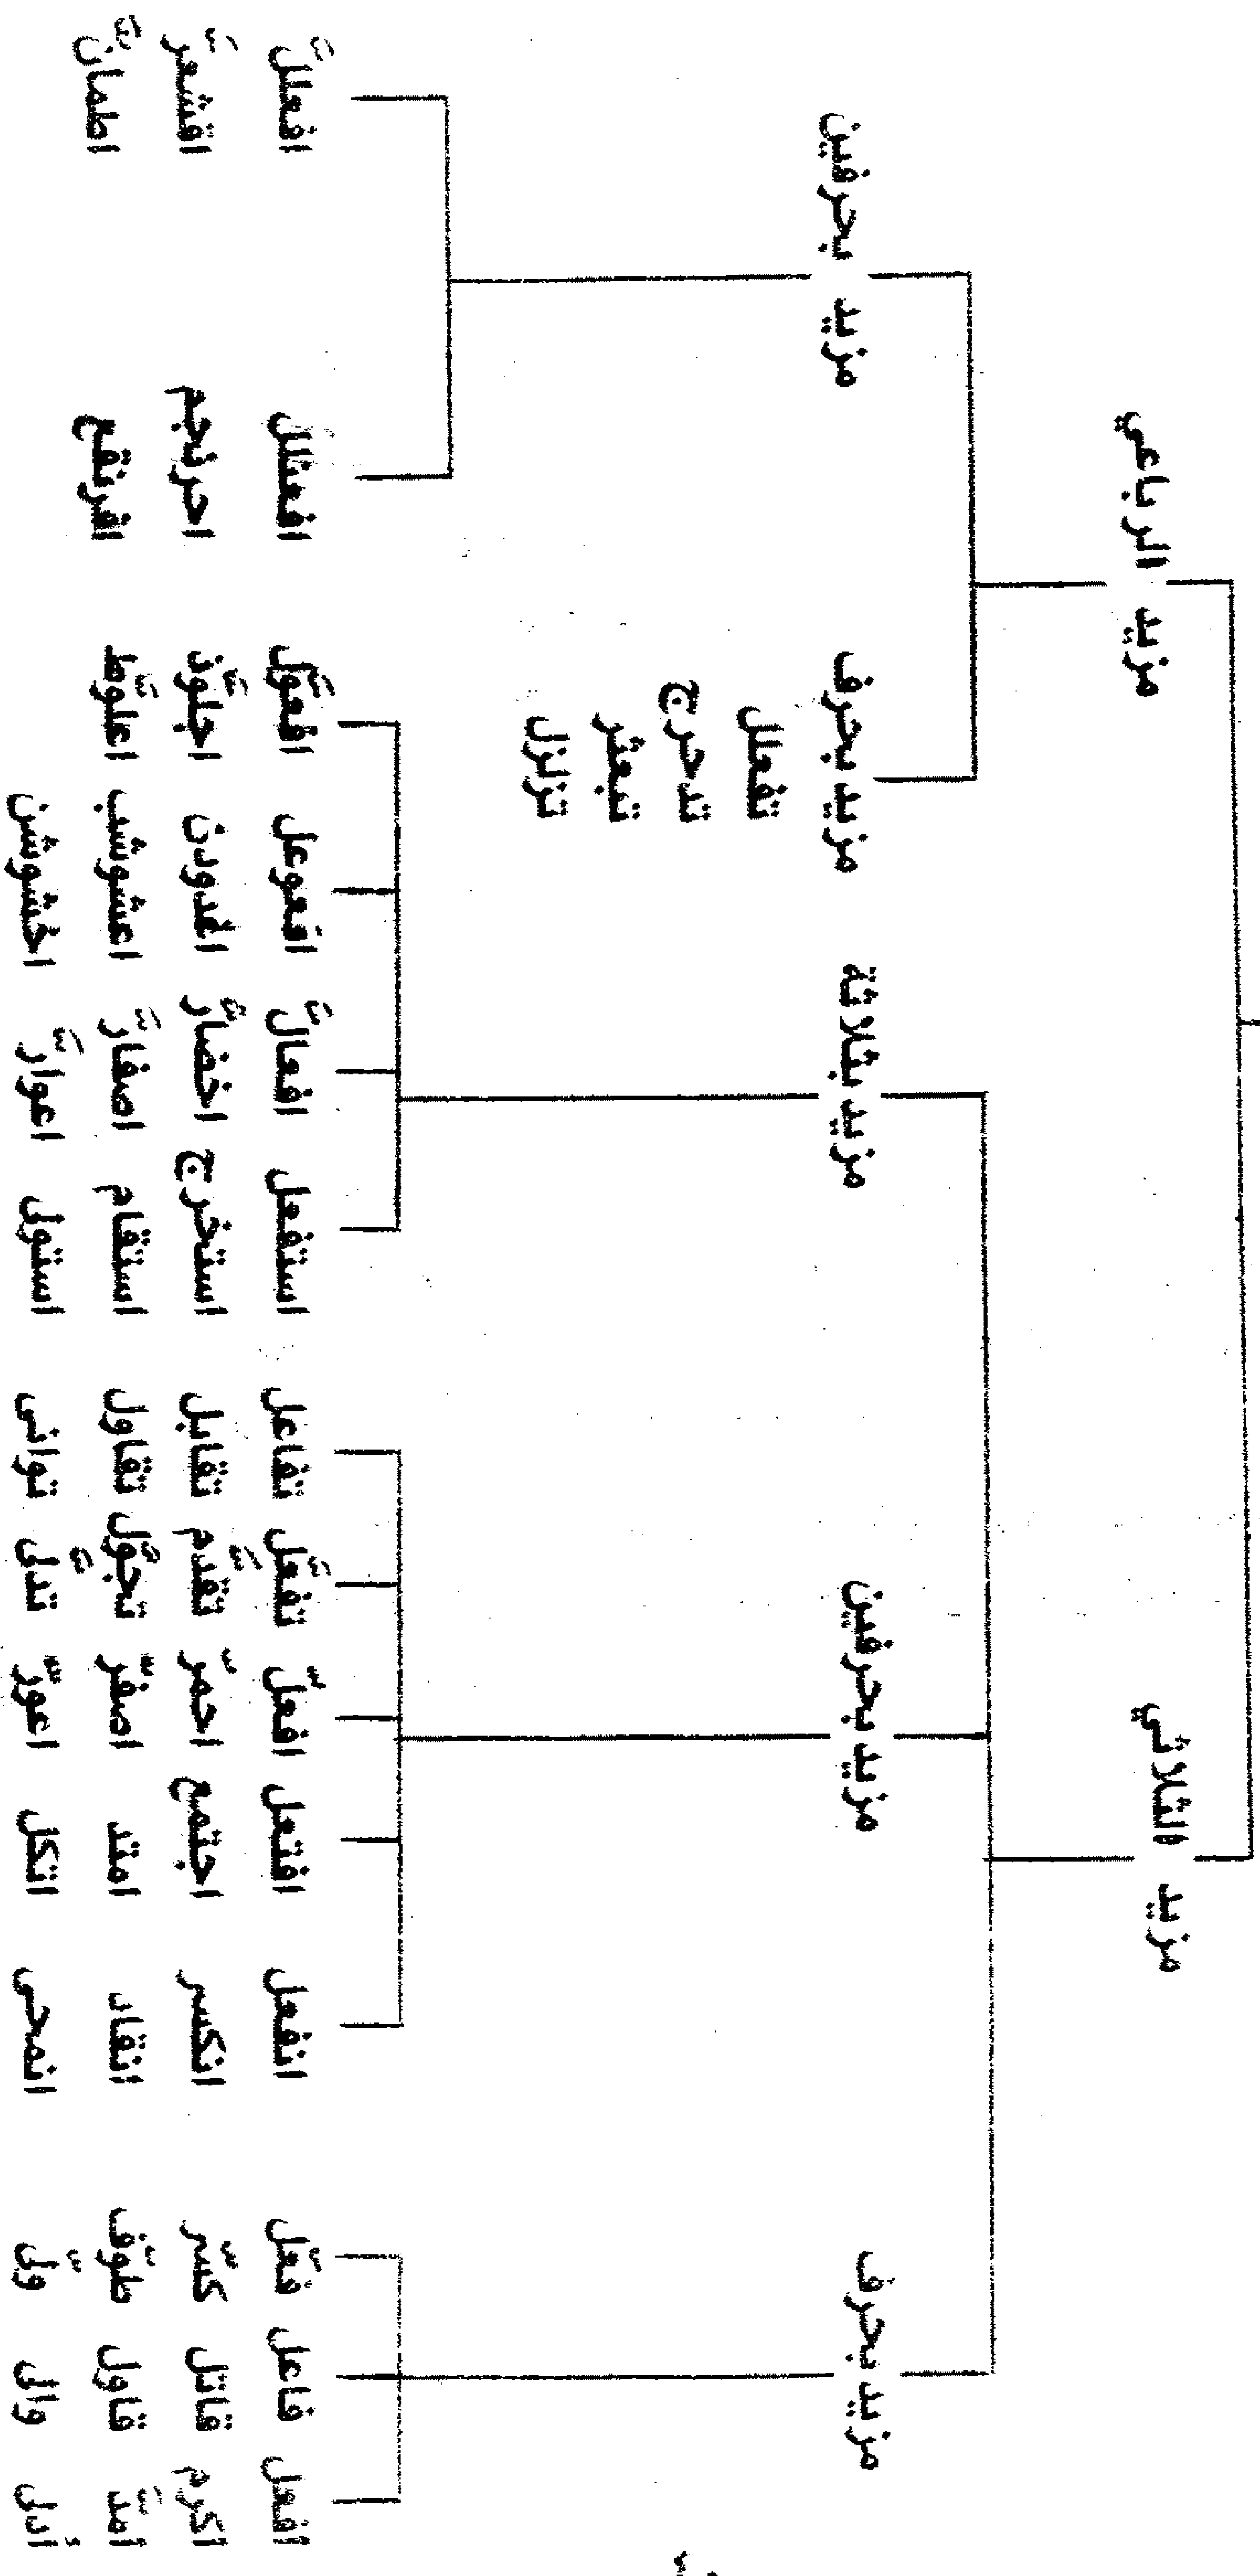 مزيد الثلاثي مزيد الرباعي
مزيد بحرف مزيد بحرفين مزيد بثلاثة مزيد بحرف مزيد بحرفين
تفعلل
تدحرج
تبعثر
تزلزل
أفعل فاعل فعّل انفعل افتعل افعلّ تفعّل تفاعل استفعل افعالّ افعوعل افعوّل افعنلل افعللّ
أكرم قاتل كسّر انكسر اجتمع احمرّ تقدّم تقابل استخرج اخضارّ اغدودن اجلوّذ احرنجم اقشعرّ
أمدّ قاول طوّف انقاد امتد اصفرّ تجوّل تقاول استقام اصفارّ اعشوشب اعلوّط افرنقع اطمأنّ
أدلى والى ولّى انمحى اتكل اعورّ تدلّى توانى استولى اعوارّ اخشوشن